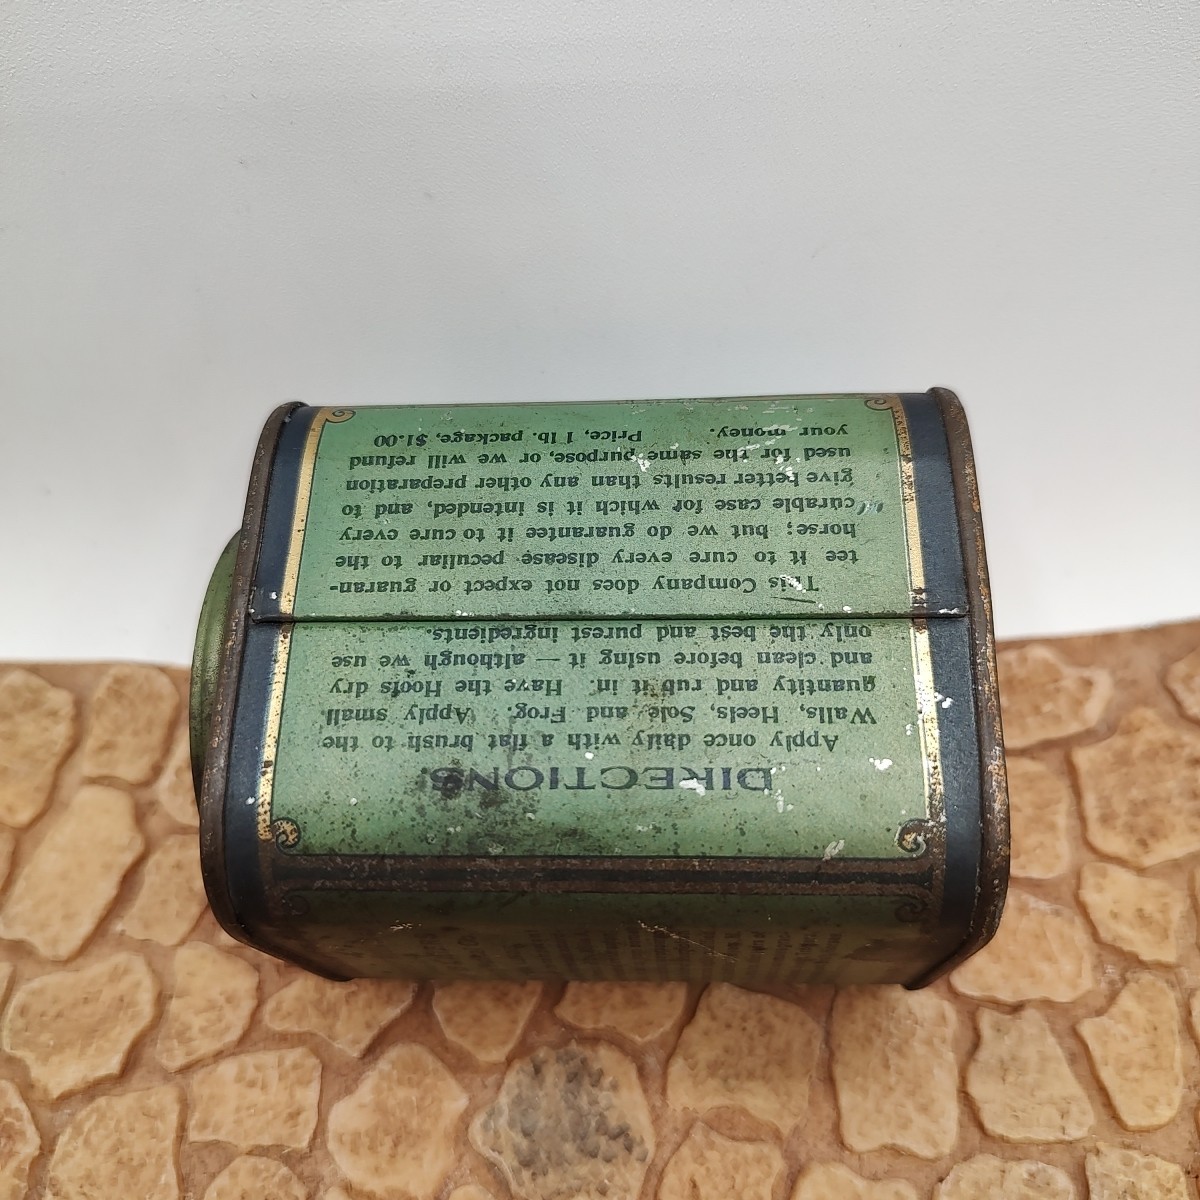 DIRECTIONS.
Apply once daily with a flat brush to the
Walls, Heels, Sole, and Frog. (Apply small
quantity and rub it in. Have the Hoofs dry
and clean before using it — although we use
only the best and purest ingredients.
This Company does not expect or guaran-
tee it to cure every disease peculiar to the
horse; but we do guarantee it to cure every
curable case for which it is intended, and to
give better results than any other preparation
used for the same purpose, or we will refund
your money. Price, 1 lb. package, $1.00